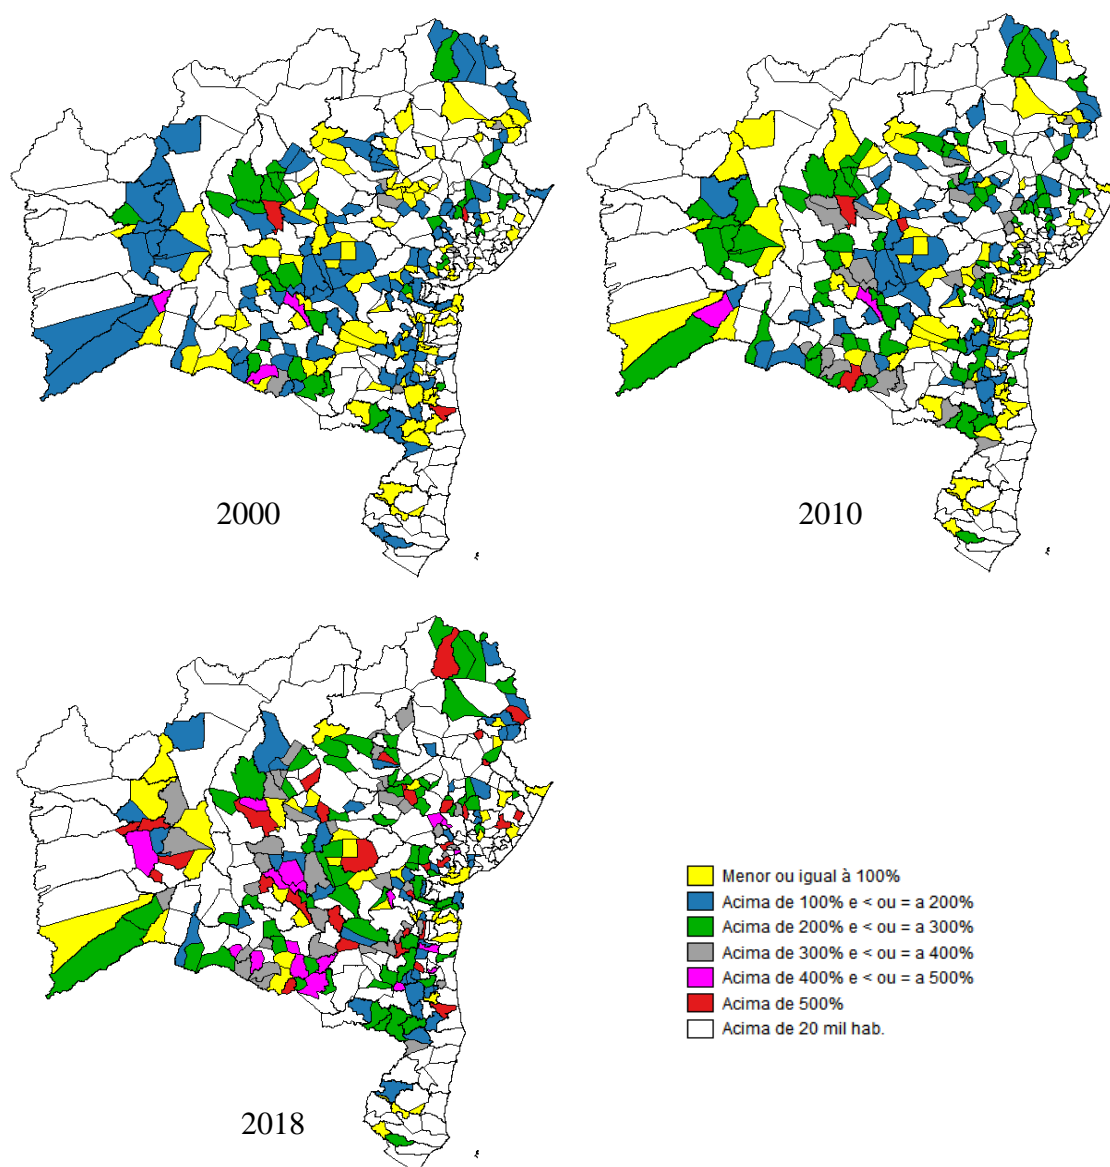 2000
2010
2018
Menor ou igual à 100%
Acima de 100% e < ou = a 200%
Acima de 200% e < ou = a 300%
Acima de 300% e < ou = a 400%
Acima de 400% e < ou = a 500%
Acima de 500%
Acima de 20 mil hab.